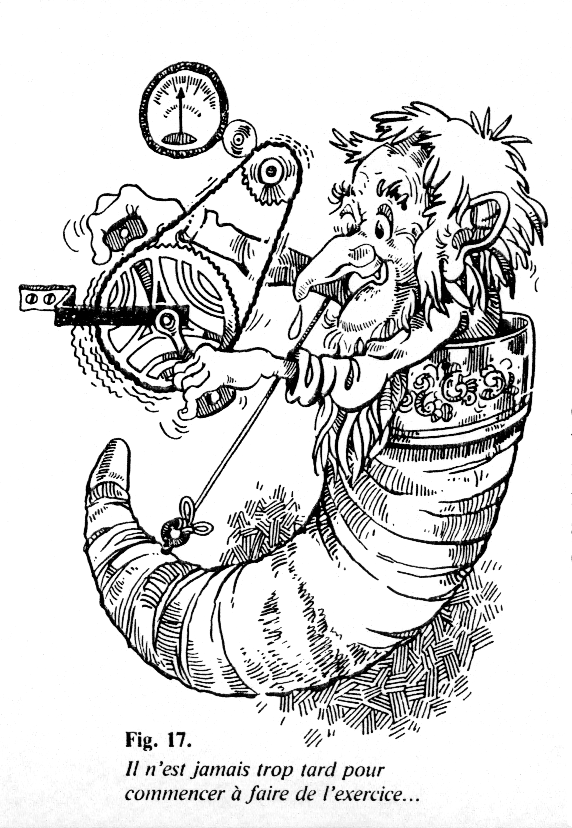 Fig. 17.
Il n'est jamais trop tard pour
commencer à faire de l'exercice...